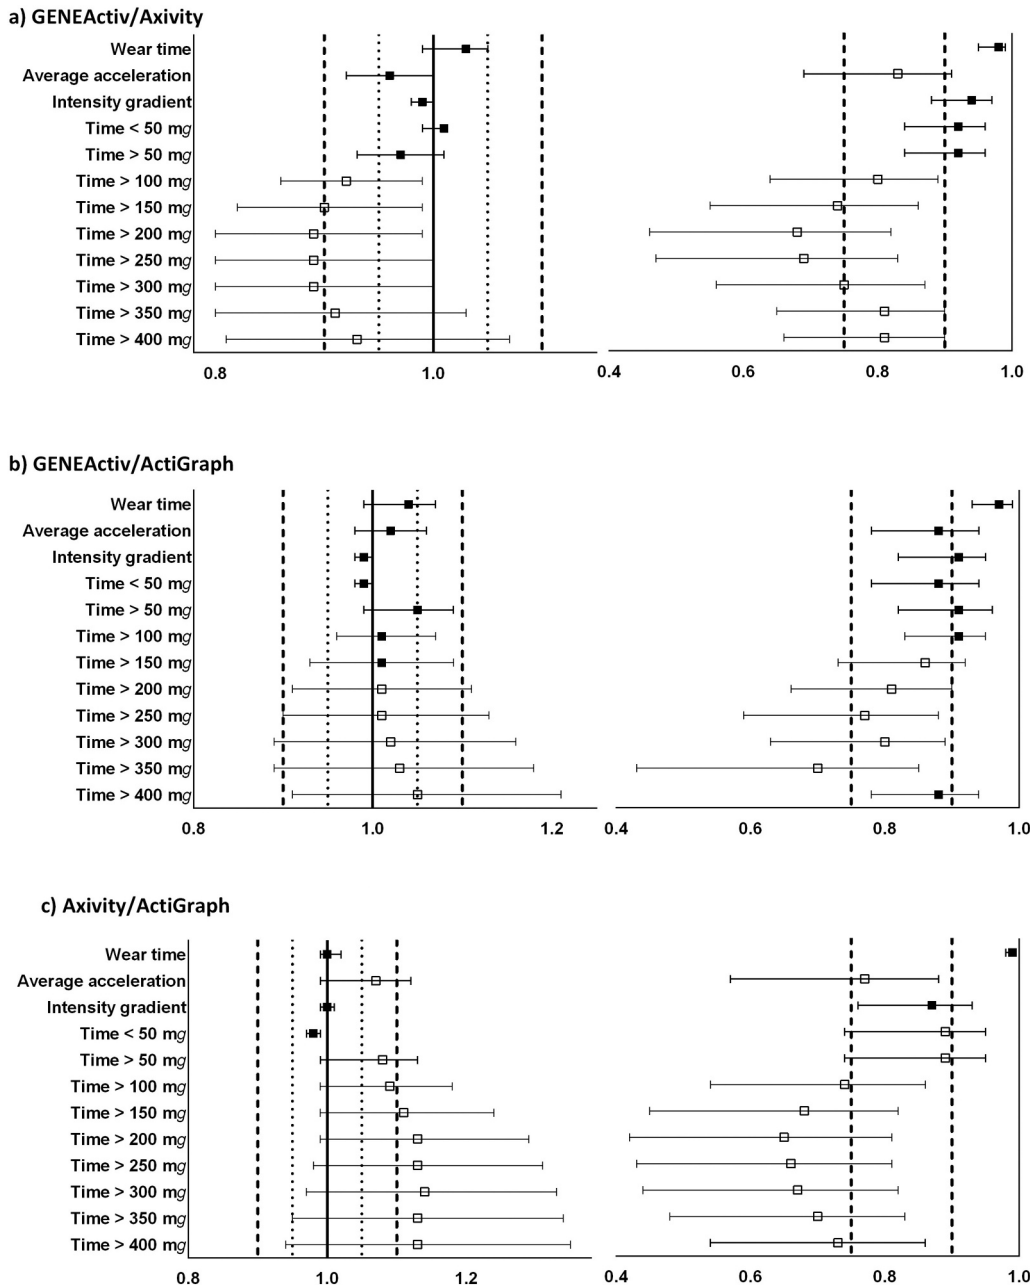 a) GENEActiv/Axivity
Wear time
Average acceleration
Intensity gradient
Time < 50 mg
Time > 50 mg
Time > 100 mg
Time > 150 mg
Time > 200 mg
Time > 250 mg
Time > 300 mg
Time > 350 mg
Time > 400 mg
0.8 1.0 0.4 0.6 0.8 1.0
b) GENEActiv/ActiGraph
Wear time
Average acceleration
Intensity gradient
Time < 50 mg
Time > 50 mg
Time > 100 mg
Time > 150 mg
Time > 200 mg
Time > 250 mg
Time > 300 mg
Time > 350 mg
Time > 400 mg
0.8 1.0 1.2 0.4 0.6 0.8 1.0
c) Axivity/ActiGraph
Wear time
Average acceleration
Intensity gradient
Time < 50 mg
Time > 50 mg
Time > 100 mg
Time > 150 mg
Time > 200 mg
Time > 250 mg
Time > 300 mg
Time > 350 mg
Time > 400 mg
0.8 1.0 1.2 0.4 0.6 0.8 1.0